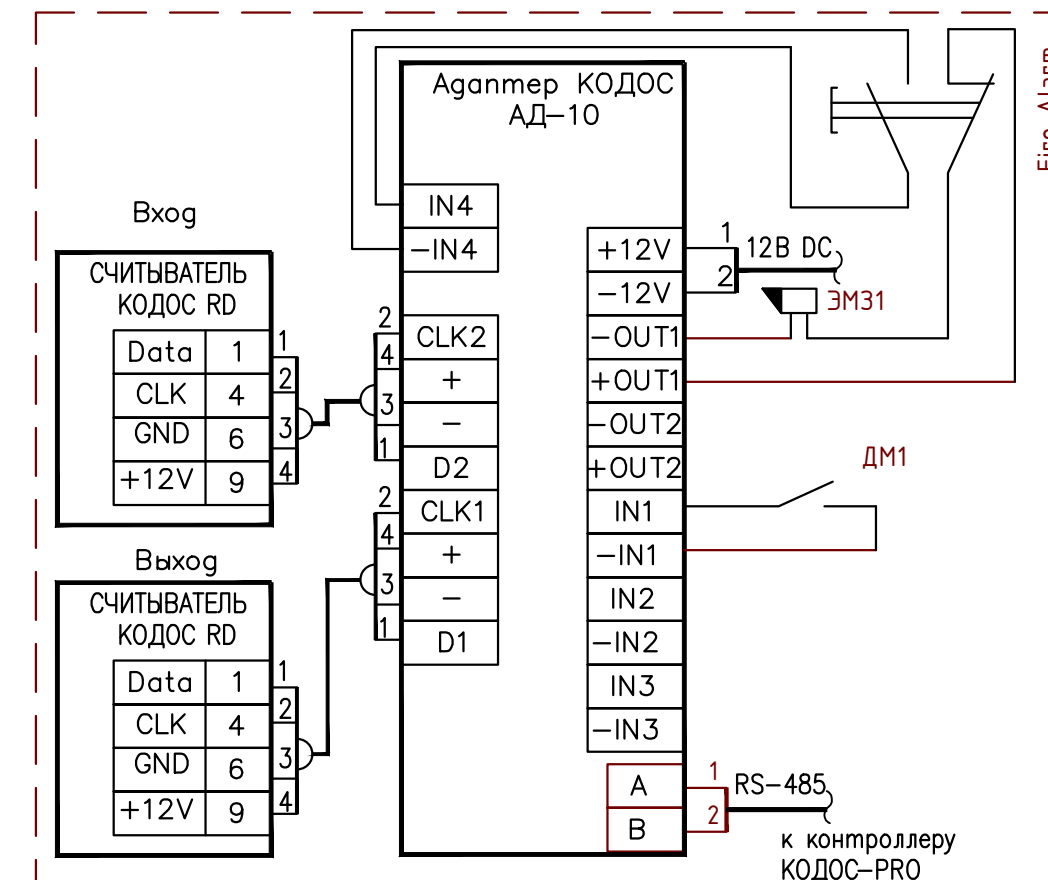 Fire Alarm
Адаптер КОДОС
АД-10
Вход
СЧИТЫВАТЕЛЬ
КОДОС RD
Data 1 1
CLK 4 2
GND 6 3
+12V 9 4
Выход
СЧИТЫВАТЕЛЬ
КОДОС RD
Data 1 1
CLK 4 2
GND 6 3
+12V 9 4
IN4
-IN4
2 CLK2
4 +
3 -
1 D2
2 CLK1
4 +
3 -
1 D1
+12V 1 12В DC
-12V 2
ЭМЗ1
-OUT1
+OUT1
-OUT2
+OUT2
ДМ1
IN1
-IN1
IN2
-IN2
IN3
-IN3
A 1 RS-485
B 2
к контроллеру
КОДОС-PRO